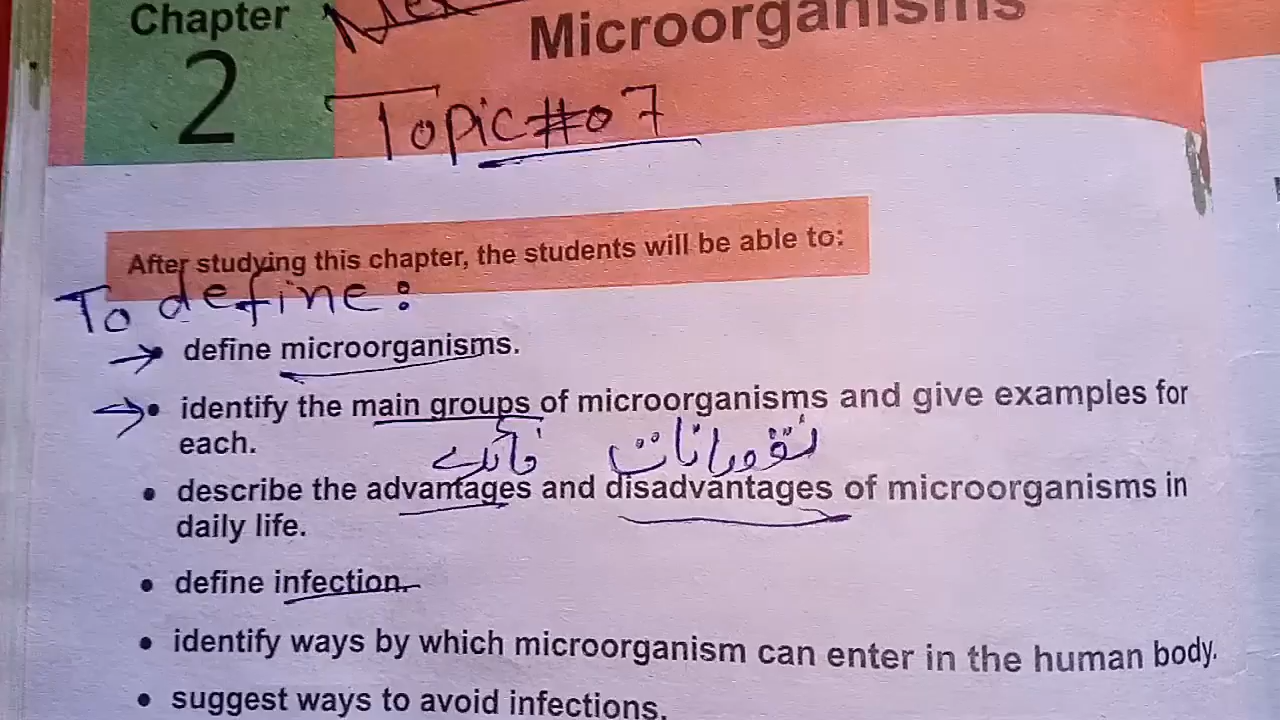 Chapter
2
Microorganisms
Topic #07
After studying this chapter, the students will be able to:
To define:
define microorganisms.
• identify the main groups of microorganisms and give examples for
each.
فائدے
• describe the advantages and disadvantages of microorganisms in
daily life.
• define infection.
• identify ways by which microorganism can enter in the human body.
• suggest ways to avoid infections.